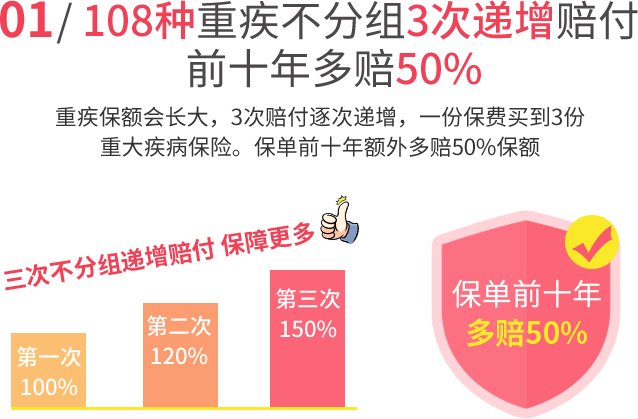 01/ 108种重疾不分组3次递增赔付
前十年多赔50%
重疾保额会长大，3次赔付逐次递增，一份保费买到3份
重大疾病保险。保单前十年额外多赔50%保额
三次不分组递增赔付 保障更多
第一次
100%
第二次
120%
第三次
150%
保单前十年
多赔50%